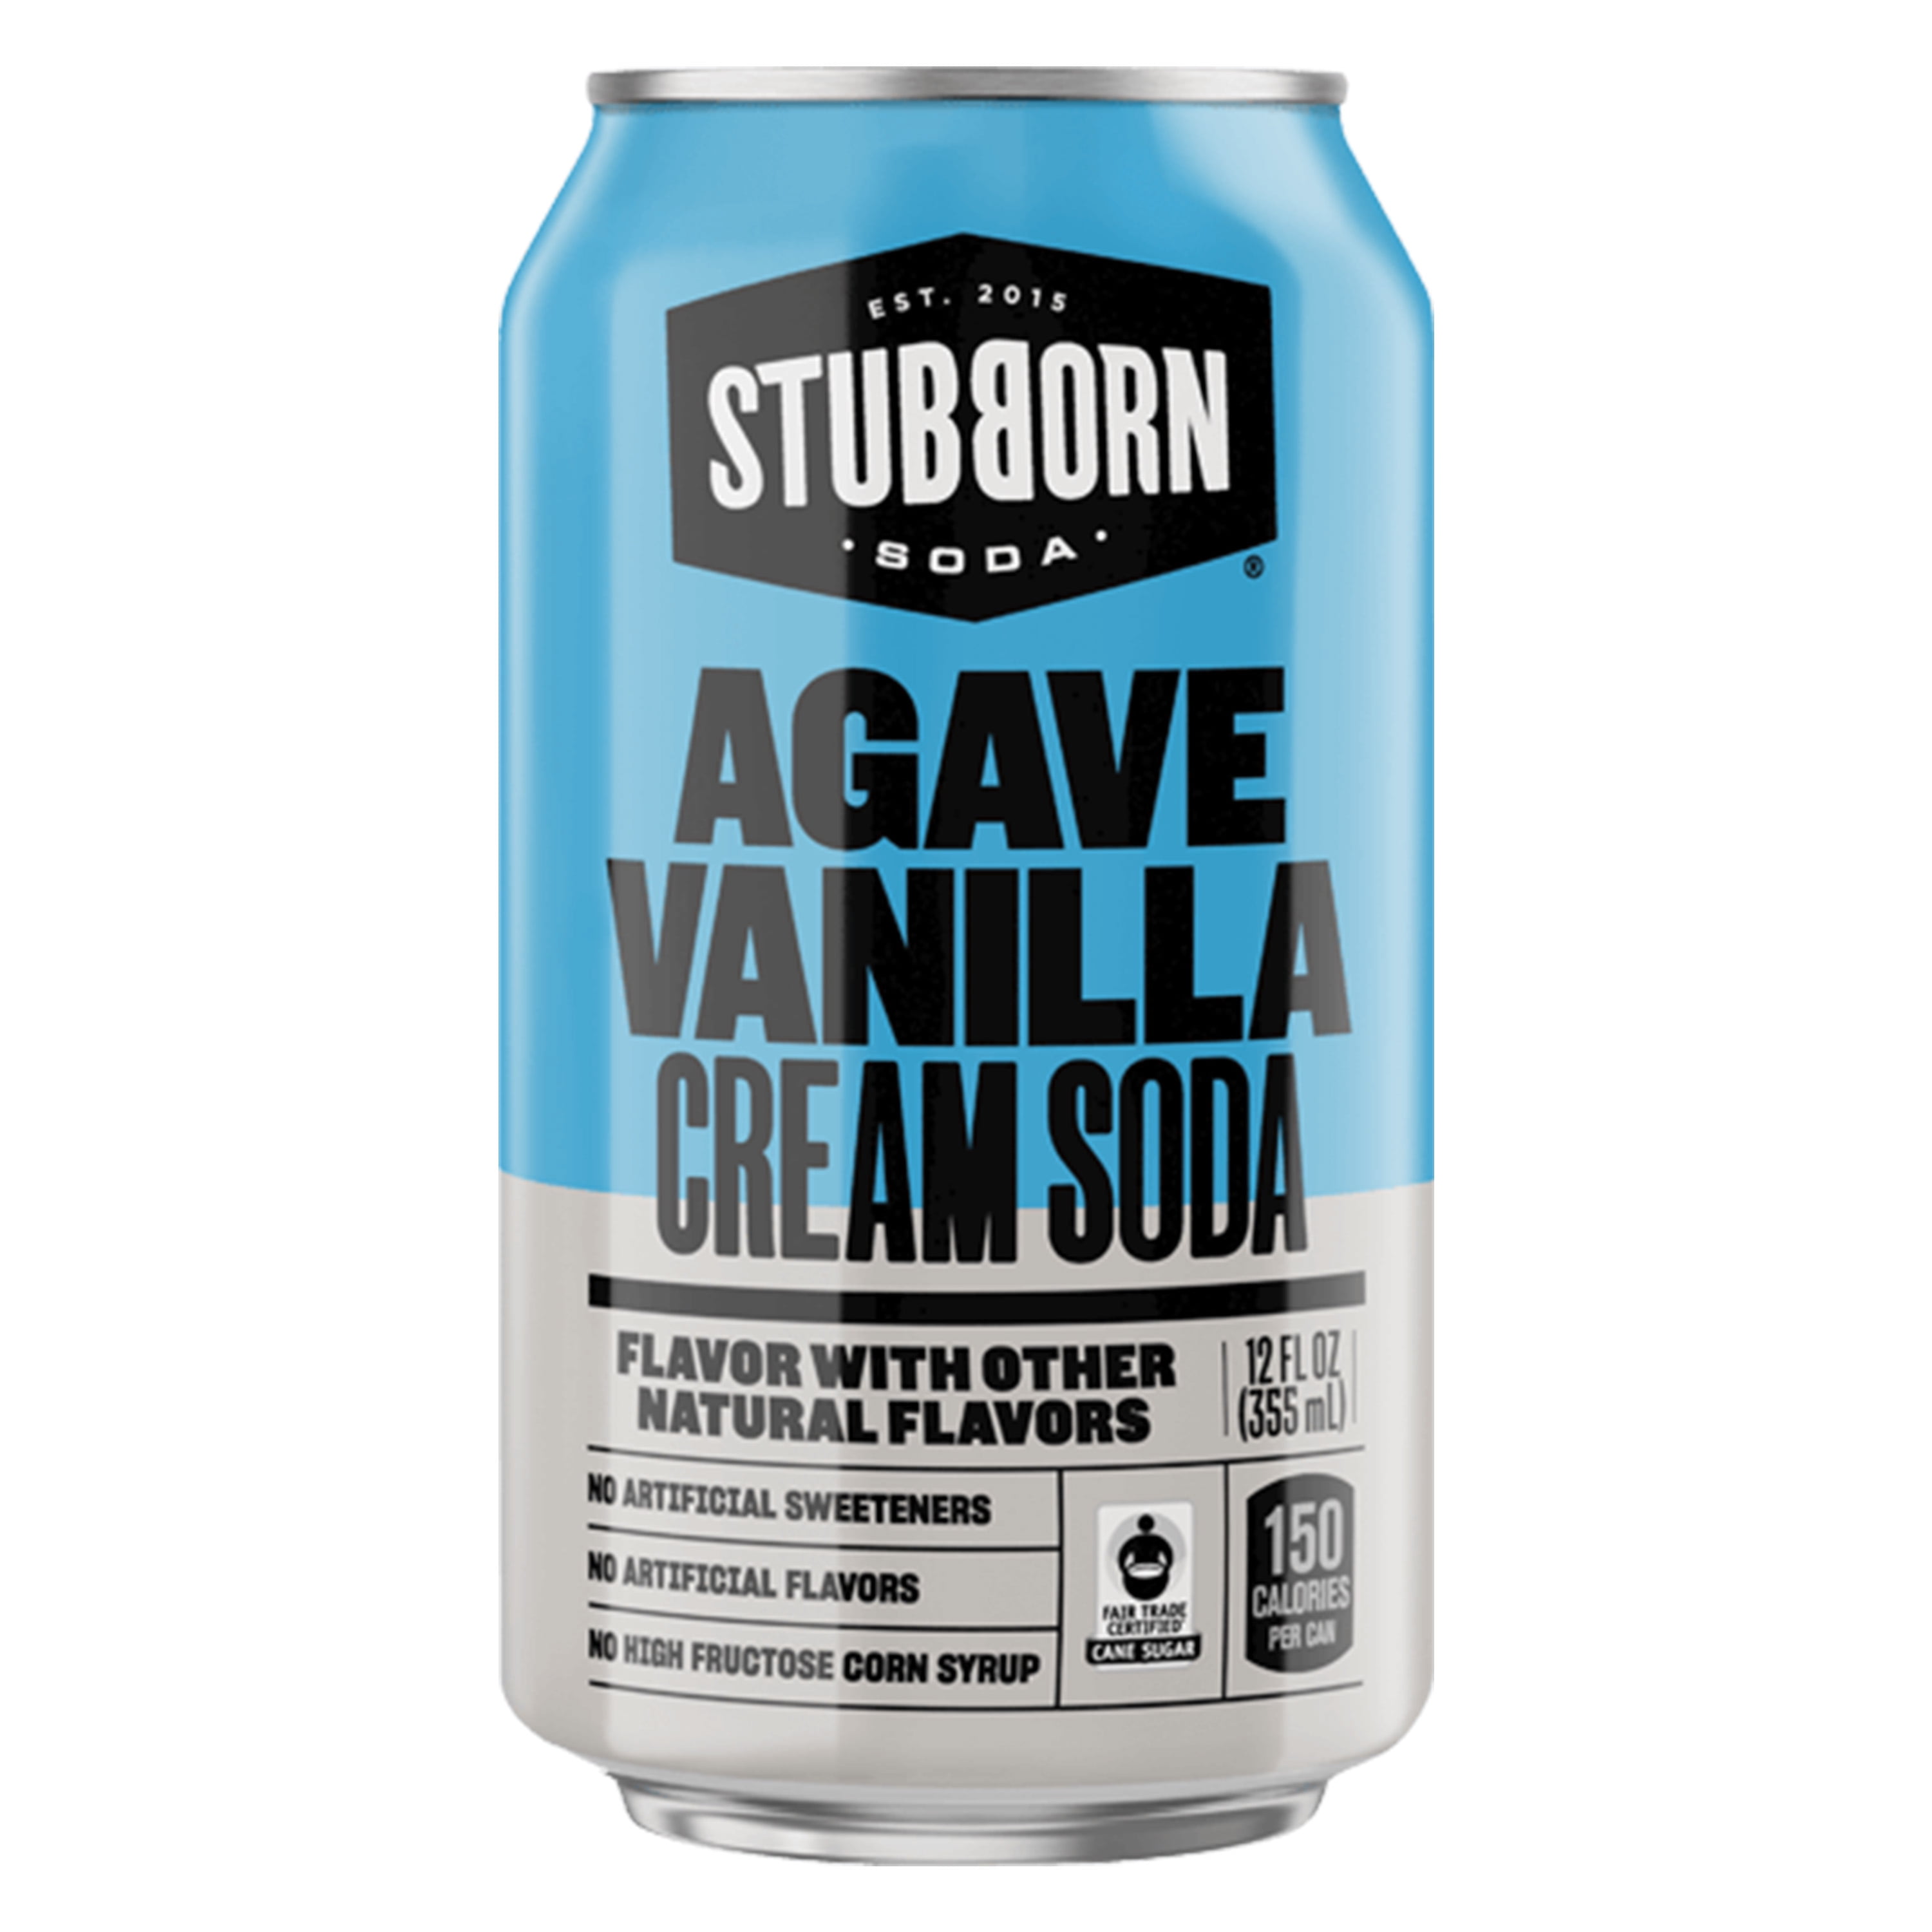 EST. 2015
STUBBORN
• SODA •
®
AGAVE
VANILLA
CREAM SODA
FLAVOR WITH OTHER
NATURAL FLAVORS
12 FL OZ
(355 mL)
NO ARTIFICIAL SWEETENERS
NO ARTIFICIAL FLAVORS
NO HIGH FRUCTOSE CORN SYRUP
FAIR TRADE
CERTIFIED
CANE SUGAR
150
CALORIES
PER CAN